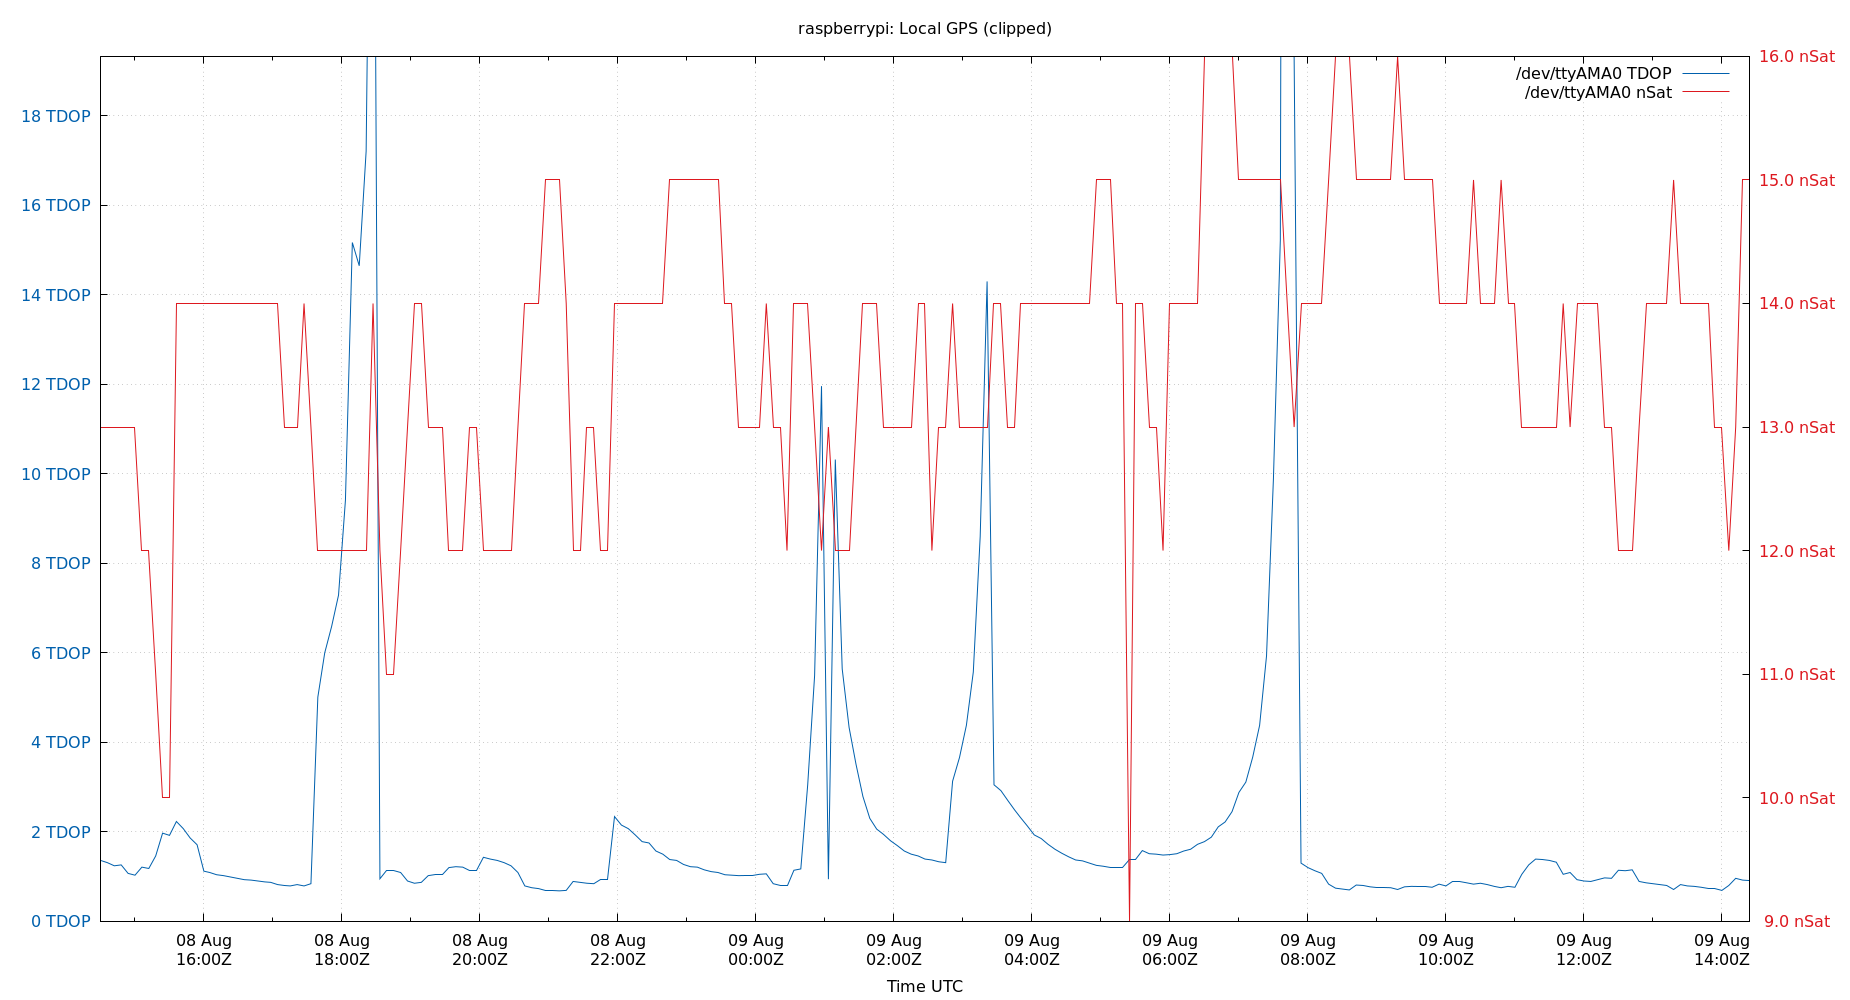 raspberrypi: Local GPS (clipped)
16.0 nSat
/dev/ttyAMA0 TDOP
/dev/ttyAMA0 nSat
18 TDOP
15.0 nSat
16 TDOP
14 TDOP
14.0 nSat
12 TDOP
13.0 nSat
10 TDOP
12.0 nSat
8 TDOP
6 TDOP
11.0 nSat
4 TDOP
10.0 nSat
2 TDOP
0 TDOP
9.0 nSat
08 Aug 08 Aug 08 Aug 08 Aug 09 Aug 09 Aug 09 Aug 09 Aug 09 Aug 09 Aug 09 Aug 09 Aug
16:00Z 18:00Z 20:00Z 22:00Z 00:00Z 02:00Z 04:00Z 06:00Z 08:00Z 10:00Z 12:00Z 14:00Z
Time UTC